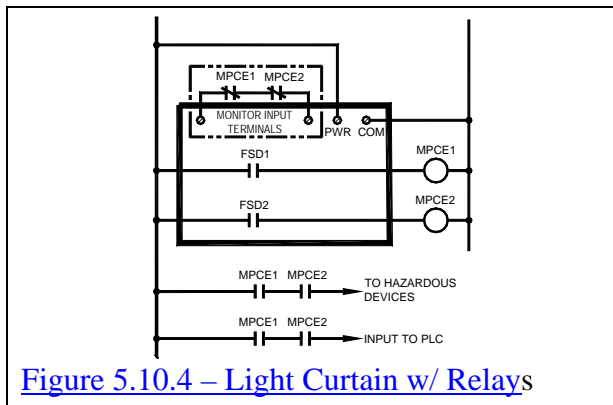 MPCE1 MPCE2
MONITOR INPUT
TERMINALS
PWR COM
MPCE1
FSD1
MPCE2
FSD2
MPCE1 MPCE2
TO HAZARDOUS
DEVICES
MPCE1 MPCE2
INPUT TO PLC
Figure 5.10.4 – Light Curtain w/ Relays